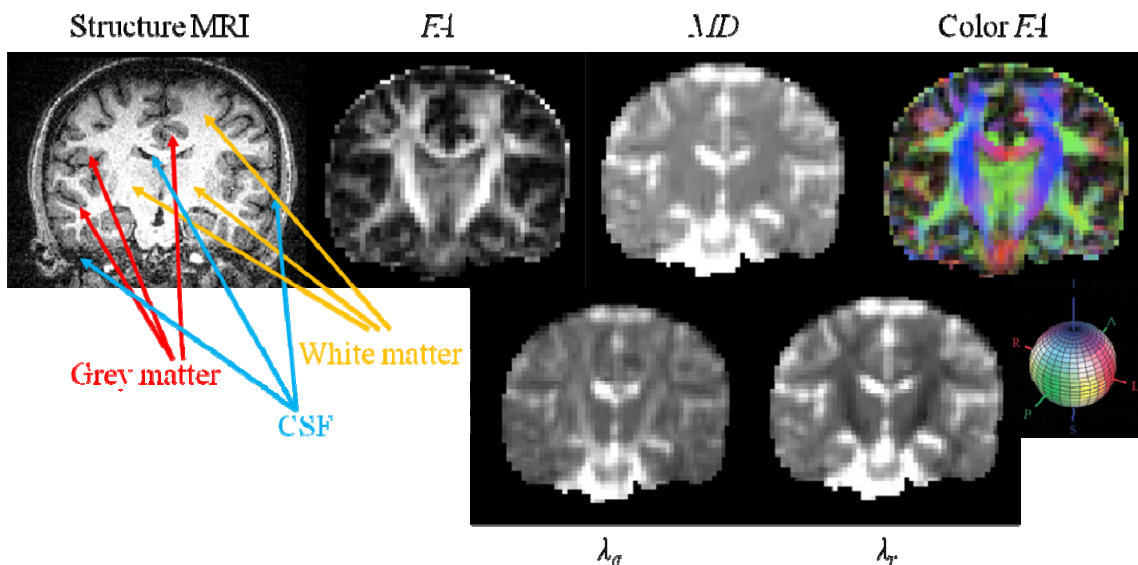 Structure MRI FA MD Color FA
I
A
R
L
P
S
White matter
Grey matter
CSF
λa λr